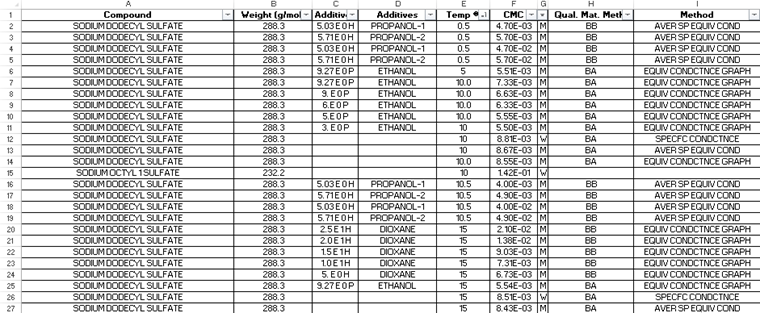 A B C D E F G H I
1 Compound Weight (g/mol Additiv Additives Temp CMC Qual. Mat. Meth Method
2 SODIUM DODECYL SULFATE 288.3 5.03 E 0H PROPANOL-1 0.5 4.70E-03 M BB AVER SP EQUIV COND
3 SODIUM DODECYL SULFATE 288.3 5.71 E 0H PROPANOL-2 0.5 5.70E-03 M BB AVER SP EQUIV COND
4 SODIUM DODECYL SULFATE 288.3 5.03 E 0H PROPANOL-1 0.5 4.70E-02 M BB AVER SP EQUIV COND
5 SODIUM DODECYL SULFATE 288.3 5.71 E 0H PROPANOL-2 0.5 5.70E-02 M BB AVER SP EQUIV COND
6 SODIUM DODECYL SULFATE 288.3 9.27 E 0P ETHANOL 5 5.51E-03 M BA EQUIV CONDCTNCE GRAPH
7 SODIUM DODECYL SULFATE 288.3 9.27 E 0P ETHANOL 10.0 7.33E-03 M BA EQUIV CONDCTNCE GRAPH
8 SODIUM DODECYL SULFATE 288.3 9. E 0P ETHANOL 10.0 6.63E-03 M BA EQUIV CONDCTNCE GRAPH
9 SODIUM DODECYL SULFATE 288.3 6. E 0P ETHANOL 10.0 6.33E-03 M BA EQUIV CONDCTNCE GRAPH
10 SODIUM DODECYL SULFATE 288.3 5. E 0P ETHANOL 10.0 5.55E-03 M BA EQUIV CONDCTNCE GRAPH
11 SODIUM DODECYL SULFATE 288.3 3. E 0P ETHANOL 10 5.50E-03 M BA EQUIV CONDCTNCE GRAPH
12 SODIUM DODECYL SULFATE 288.3 10 8.81E-03 W BA SPECFC CONDCTNCE
13 SODIUM DODECYL SULFATE 288.3 10 8.67E-03 M BA AVER SP EQUIV COND
14 SODIUM DODECYL SULFATE 288.3 10.0 8.55E-03 M BA EQUIV CONDCTNCE GRAPH
15 SODIUM OCTYL 1 SULFATE 232.2 10 1.42E-01 W
16 SODIUM DODECYL SULFATE 288.3 5.03 E 0H PROPANOL-1 10.5 4.00E-03 M BB AVER SP EQUIV COND
17 SODIUM DODECYL SULFATE 288.3 5.71 E 0H PROPANOL-2 10.5 4.90E-03 M BB AVER SP EQUIV COND
18 SODIUM DODECYL SULFATE 288.3 5.03 E 0H PROPANOL-1 10.5 4.00E-02 M BB AVER SP EQUIV COND
19 SODIUM DODECYL SULFATE 288.3 5.71 E 0H PROPANOL-2 10.5 4.90E-02 M BB AVER SP EQUIV COND
20 SODIUM DODECYL SULFATE 288.3 2.5 E 1H DIOXANE 15 2.10E-02 M BB EQUIV CONDCTNCE GRAPH
21 SODIUM DODECYL SULFATE 288.3 2.0 E 1H DIOXANE 15 1.38E-02 M BB EQUIV CONDCTNCE GRAPH
22 SODIUM DODECYL SULFATE 288.3 1.5 E 1H DIOXANE 15 9.03E-03 M BB EQUIV CONDCTNCE GRAPH
23 SODIUM DODECYL SULFATE 288.3 1.0 E 1H DIOXANE 15 7.31E-03 M BB EQUIV CONDCTNCE GRAPH
24 SODIUM DODECYL SULFATE 288.3 5. E 0H DIOXANE 15 6.73E-03 M BB EQUIV CONDCTNCE GRAPH
25 SODIUM DODECYL SULFATE 288.3 9.27 E 0P ETHANOL 15 5.54E-03 M BA EQUIV CONDCTNCE GRAPH
26 SODIUM DODECYL SULFATE 288.3 15 8.51E-03 W BA SPECFC CONDCTNCE
27 SODIUM DODECYL SULFATE 288.3 15 8.43E-03 M BA AVER SP EQUIV COND